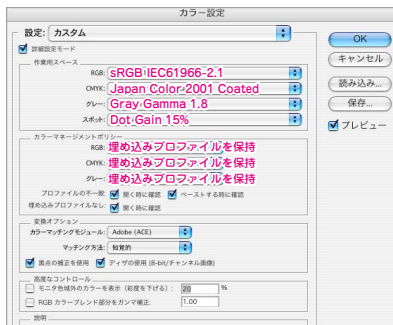 カラー設定
設定: カスタム
詳細設定モード
作業用スペース
RGB: sRGB IEC61966-2.1
CMYK: Japan Color 2001 Coated
グレー: Gray Gamma 1.8
スポット: Dot Gain 15%
カラーマネージメントポリシー
RGB: 埋め込みプロファイルを保持
CMYK: 埋め込みプロファイルを保持
グレー: 埋め込みプロファイルを保持
プロファイルの不一致: 開く時に確認 ペーストする時に確認
埋め込みプロファイルなし: 開く時に確認
変換オプション
カラーマッチングモジュール: Adobe (ACE)
マッチング方法: 知覚的
黒点の補正を使用 ディザの使用 (8-bit/チャンネル画像)
高度なコントロール
モニタ色域外のカラーを表示 (彩度を下げる): 20 %
RGB カラーブレンド部分をガンマ補正: 1.00
説明
OK
キャンセル
読み込み...
保存...
プレビュー